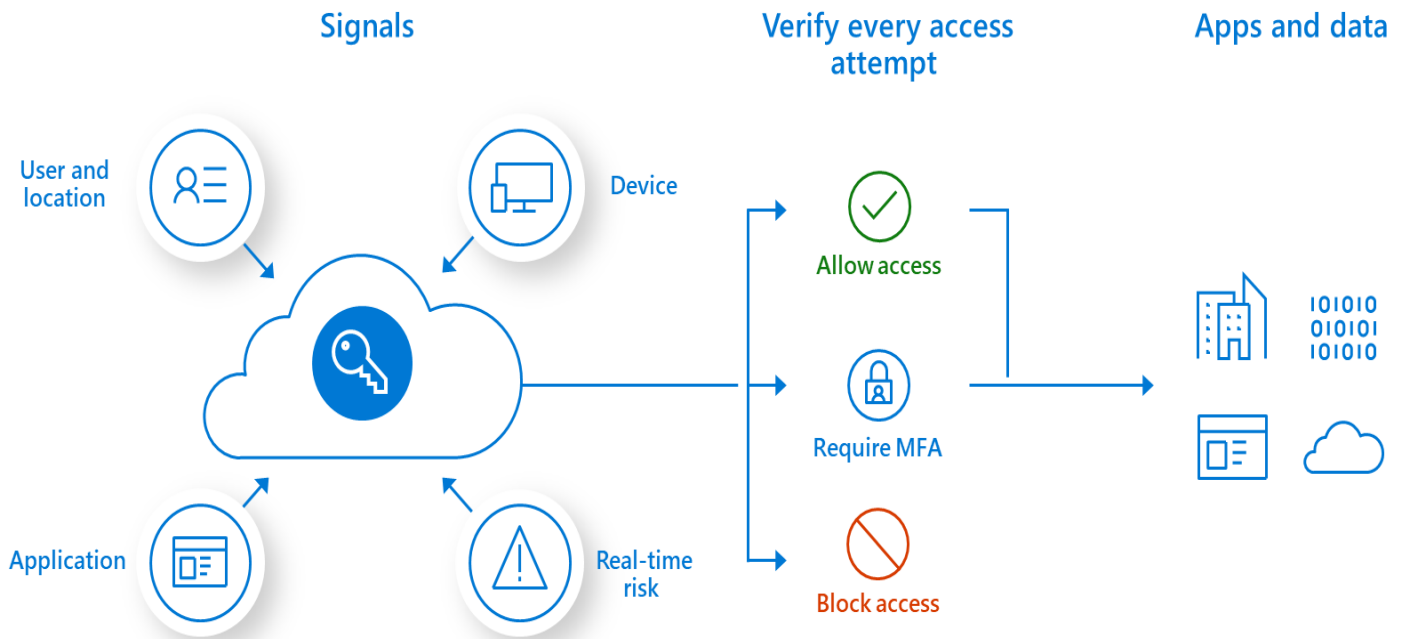 Signals
Verify every access
attempt
Apps and data
User and
location
Device
Allow access
101010
010101
101010
Require MFA
Application
Real-time
risk
Block access